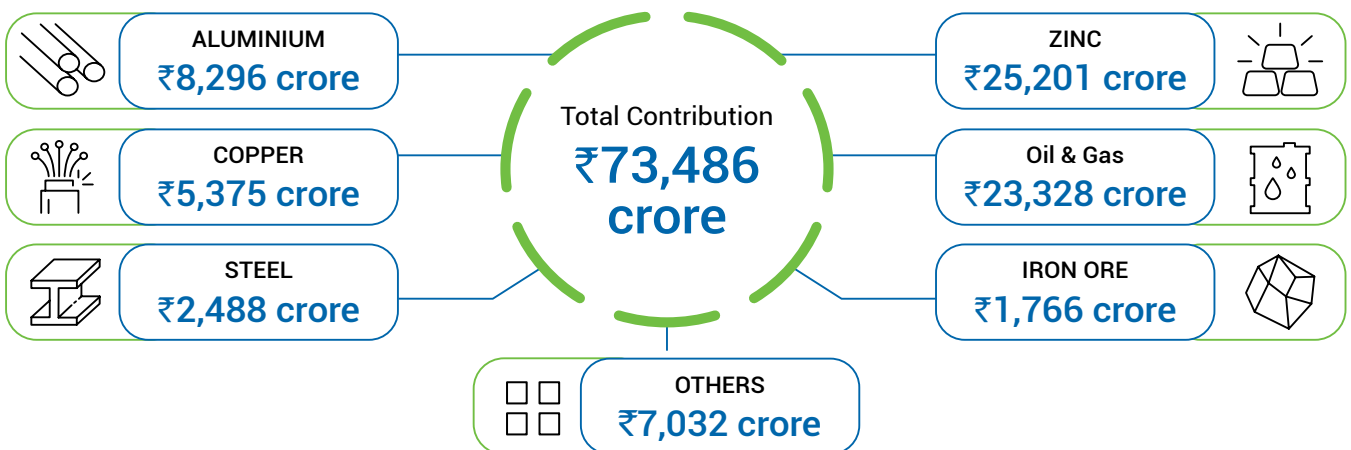 ALUMINIUM
₹8,296 crore
COPPER
₹5,375 crore
STEEL
₹2,488 crore
Total Contribution
₹73,486
crore
ZINC
₹25,201 crore
Oil & Gas
₹23,328 crore
IRON ORE
₹1,766 crore
OTHERS
₹7,032 crore